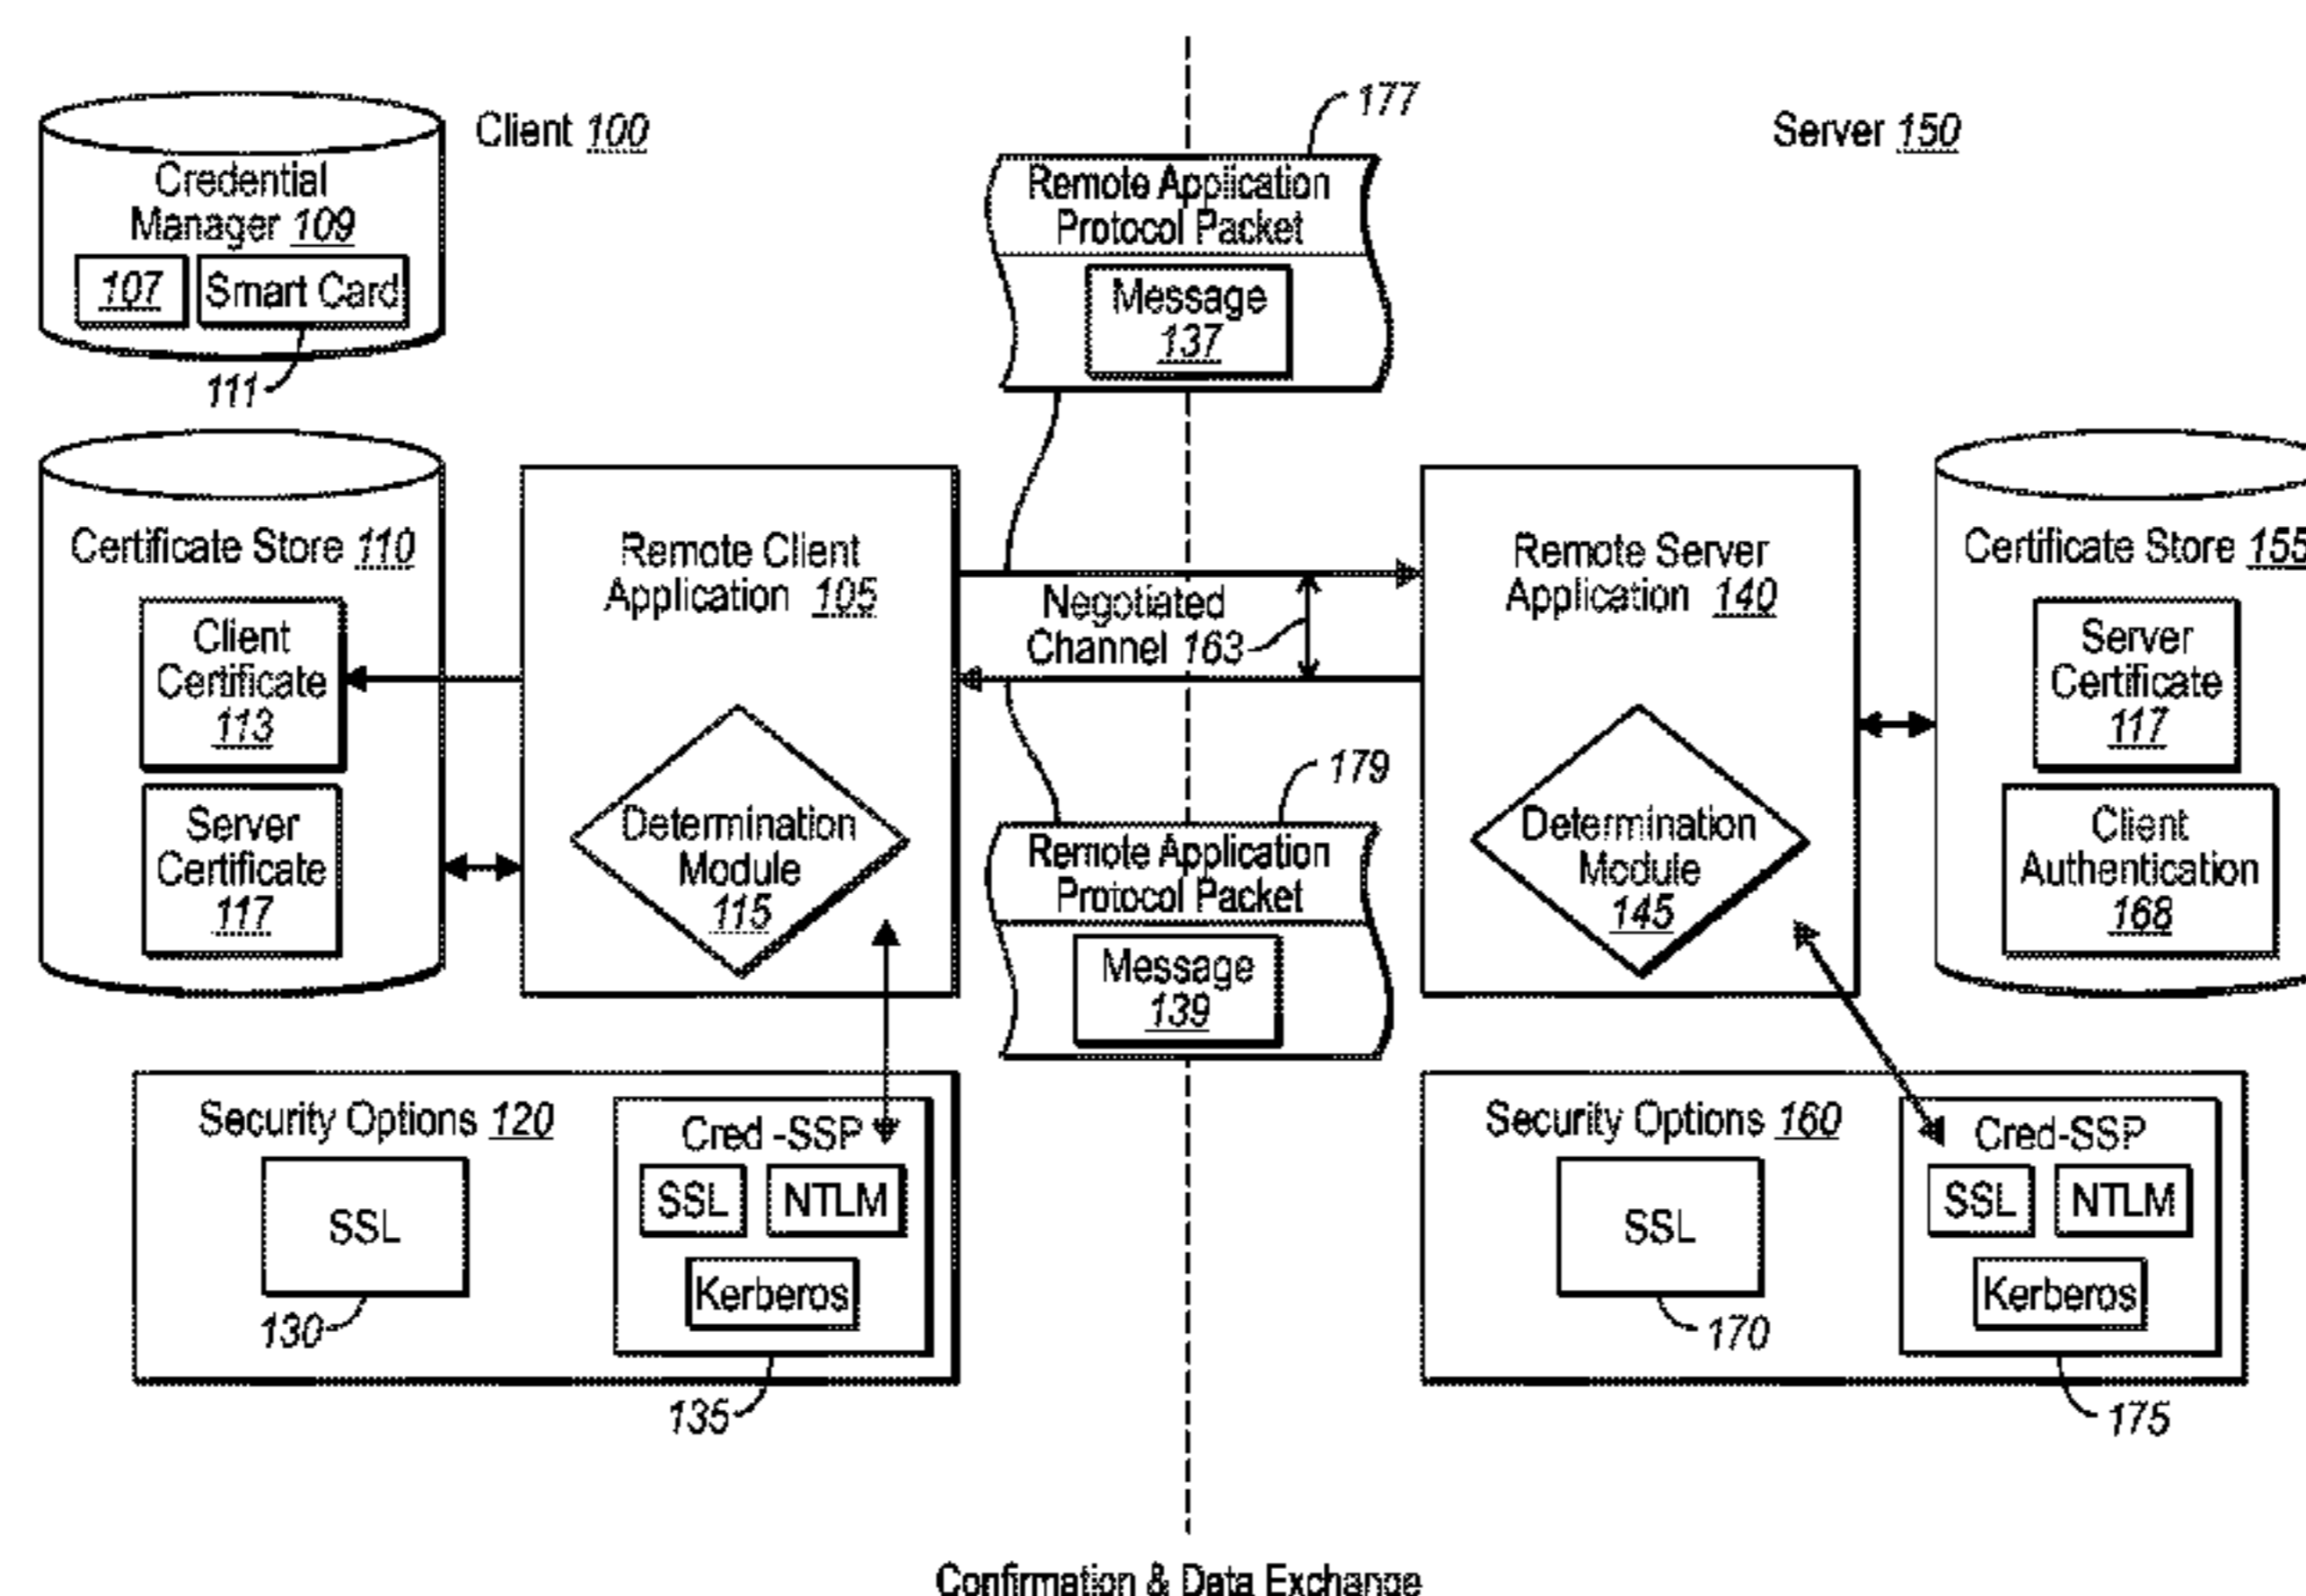 Client 100
Server 150
177
Credential
Manager 109
107
Smart Card
111
Remote Application
Protocol Packet
Message
137
Certificate Store 110
Client
Certificate
113
Server
Certificate
117
Remote Client
Application 105
Determination
Module
115
Negotiated
Channel 163
Remote Server
Application 140
Determination
Module
145
Certificate Store 155
Server
Certificate
117
Client
Authentication
168
179
Remote Application
Protocol Packet
Message
139
Security Options 120
SSL
130
Cred -SSP
SSL
NTLM
Kerberos
135
Security Options 160
SSL
170
Cred-SSP
SSL
NTLM
Kerberos
175
Confirmation & Data Exchange